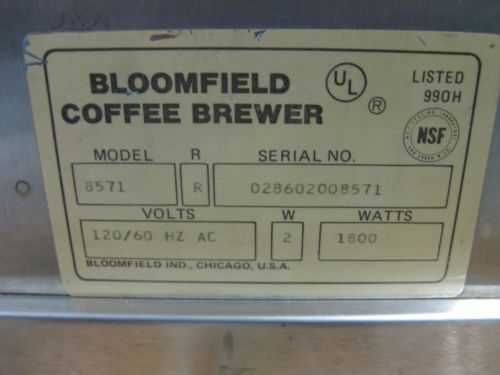 BLOOMFIELD
COFFEE BREWER
UL
®
LISTED
990H
NSF
MODEL R SERIAL NO.
8571 R 028602008571
VOLTS W WATTS
120/60 HZ AC 2 1800
BLOOMFIELD IND., CHICAGO, U.S.A.